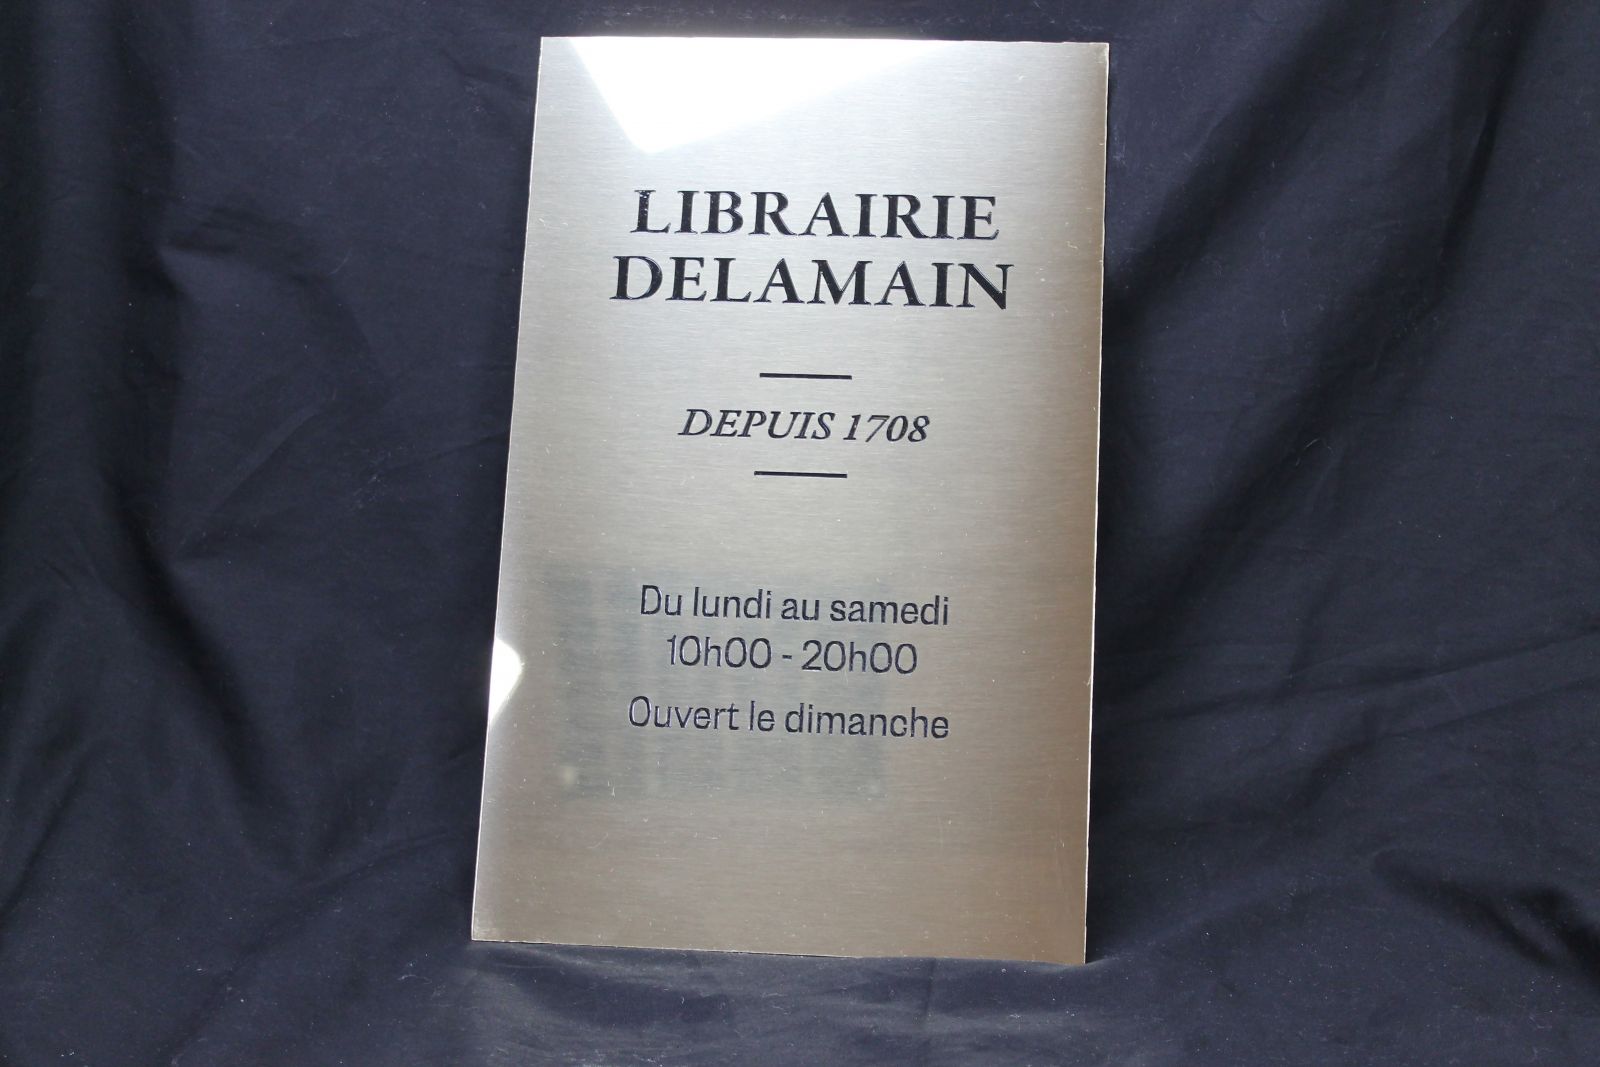 LIBRAIRIE
DELAMAIN
DEPUIS 1708
Du lundi au samedi
10h00 - 20h00
Ouvert le dimanche